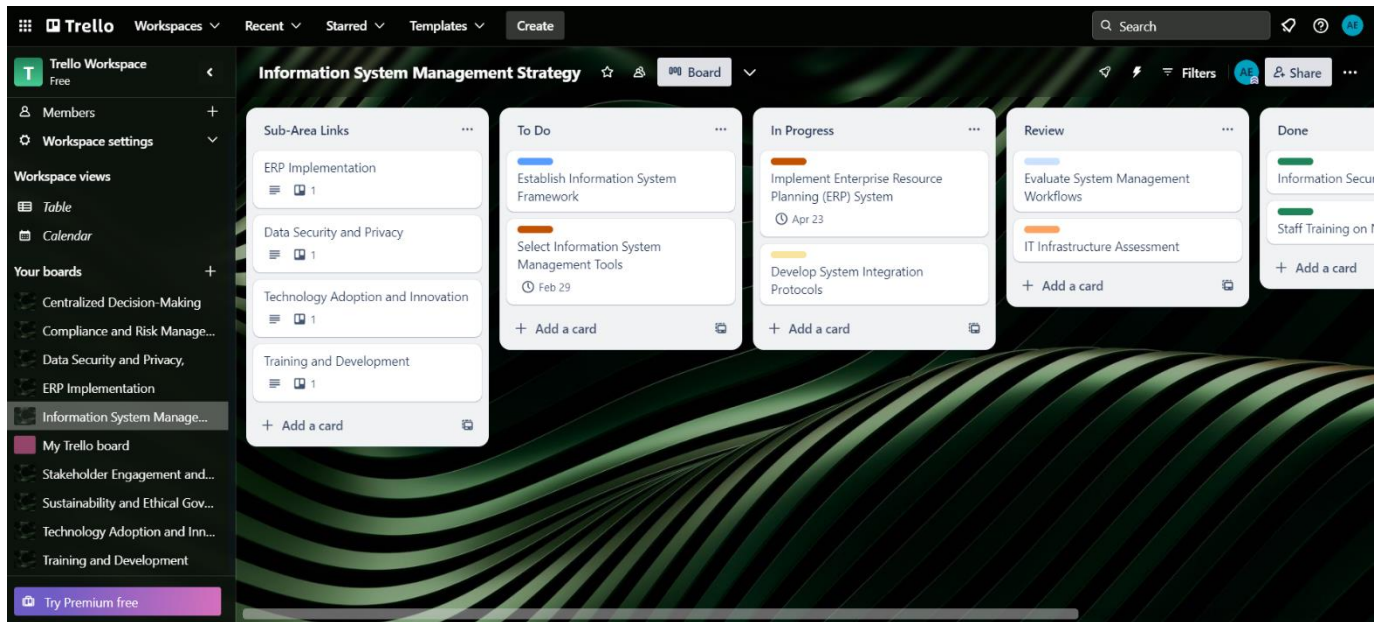 Trello Workspaces Recent Starred Templates Create Search AE
T Trello Workspace
Free
Members
Workspace settings
Workspace views
Table
Calendar
Your boards
Centralized Decision-Making
Compliance and Risk Manage...
Data Security and Privacy,
ERP Implementation
Information System Manage...
My Trello board
Stakeholder Engagement and...
Sustainability and Ethical Gov...
Technology Adoption and Inn...
Training and Development
Try Premium free
Information System Management Strategy Board Filters AE Share
Sub-Area Links
ERP Implementation
1
Data Security and Privacy
1
Technology Adoption and Innovation
1
Training and Development
1
+ Add a card
To Do
Establish Information System
Framework
Select Information System
Management Tools
Feb 29
+ Add a card
In Progress
Implement Enterprise Resource
Planning (ERP) System
Apr 23
Develop System Integration
Protocols
+ Add a card
Review
Evaluate System Management
Workflows
IT Infrastructure Assessment
+ Add a card
Done
Information Secur
Staff Training on
+ Add a card